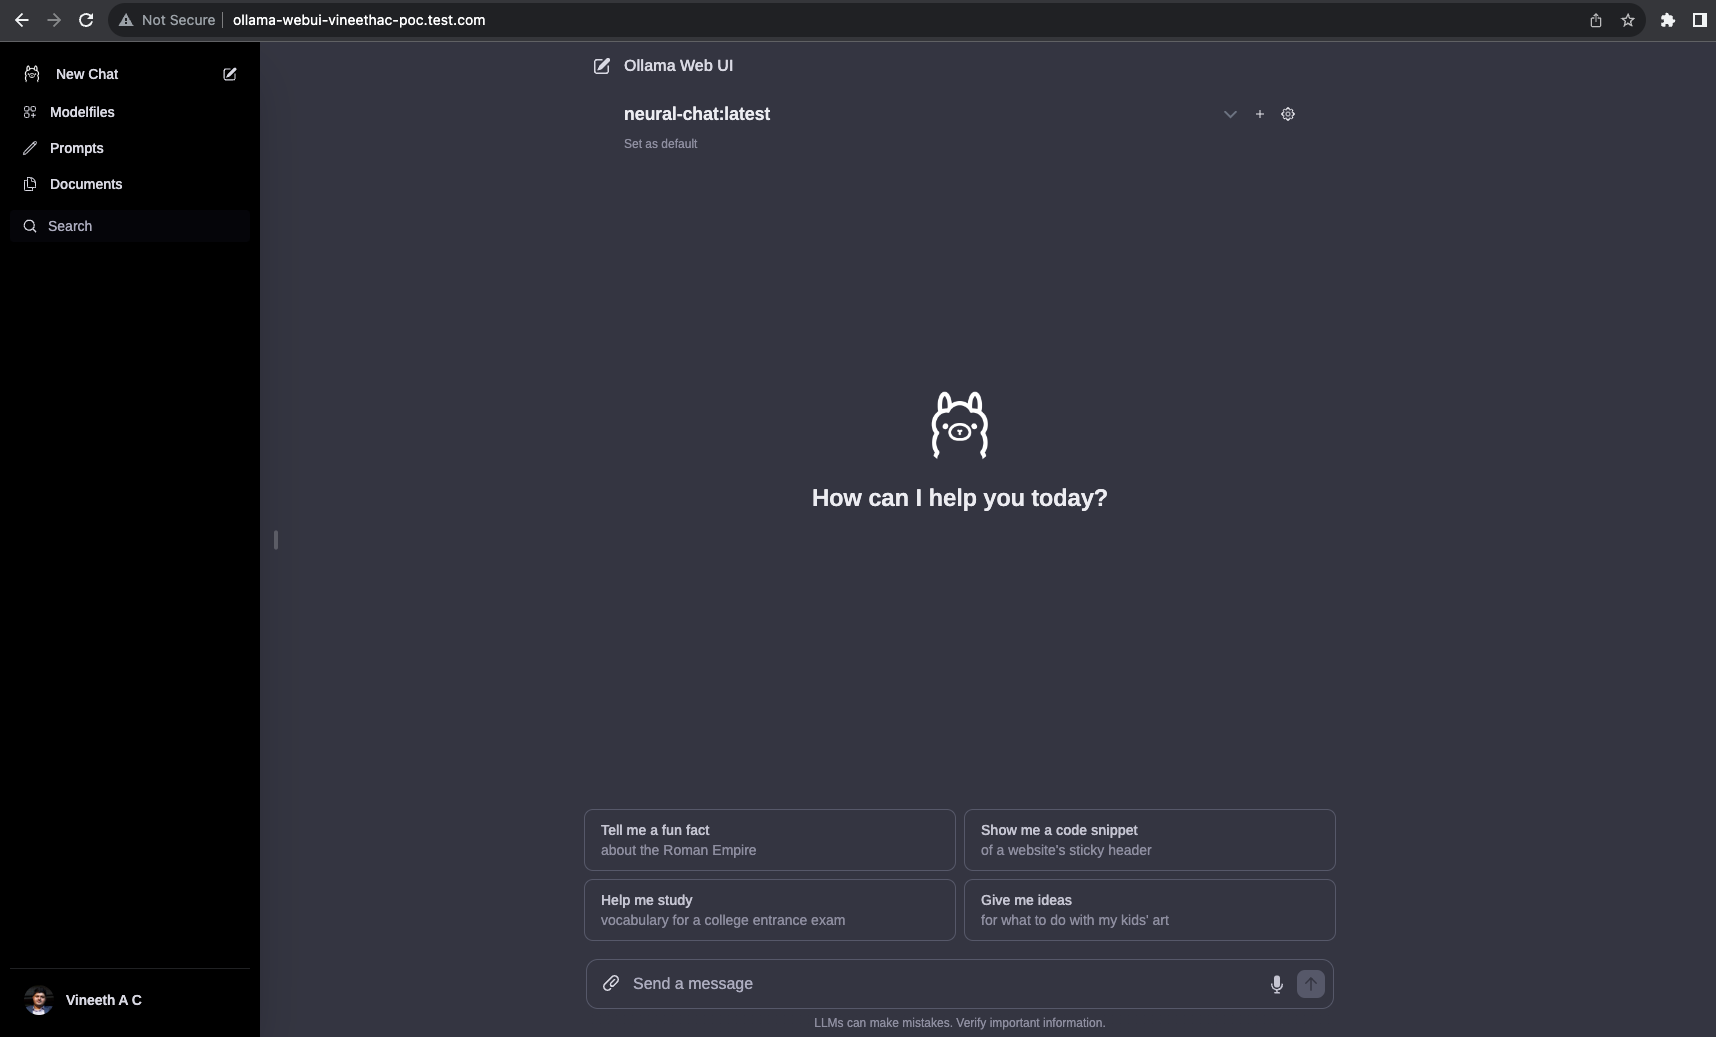 Not Secure
ollama-webui-vineethac-poc.test.com
New Chat
Modelfiles
Prompts
Documents
Search
Vineeth A C
Ollama Web UI
neural-chat:latest
Set as default
How can I help you today?
Tell me a fun fact
about the Roman Empire
Show me a code snippet
of a website's sticky header
Help me study
vocabulary for a college entrance exam
Give me ideas
for what to do with my kids' art
Send a message
LLMs can make mistakes. Verify important information.